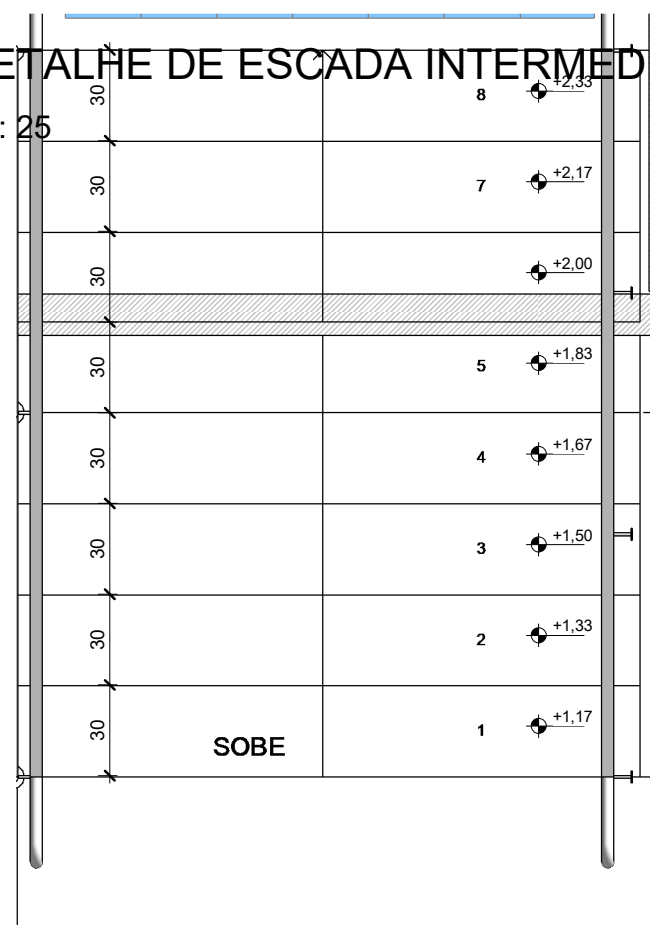 ETALHE DE ESCADA INTERMED
: 25
30 8 +2,33
30 7 +2,17
30 +2,00
30 5 +1,83
30 4 +1,67
30 3 +1,50
30 2 +1,33
30 1 +1,17
SOBE